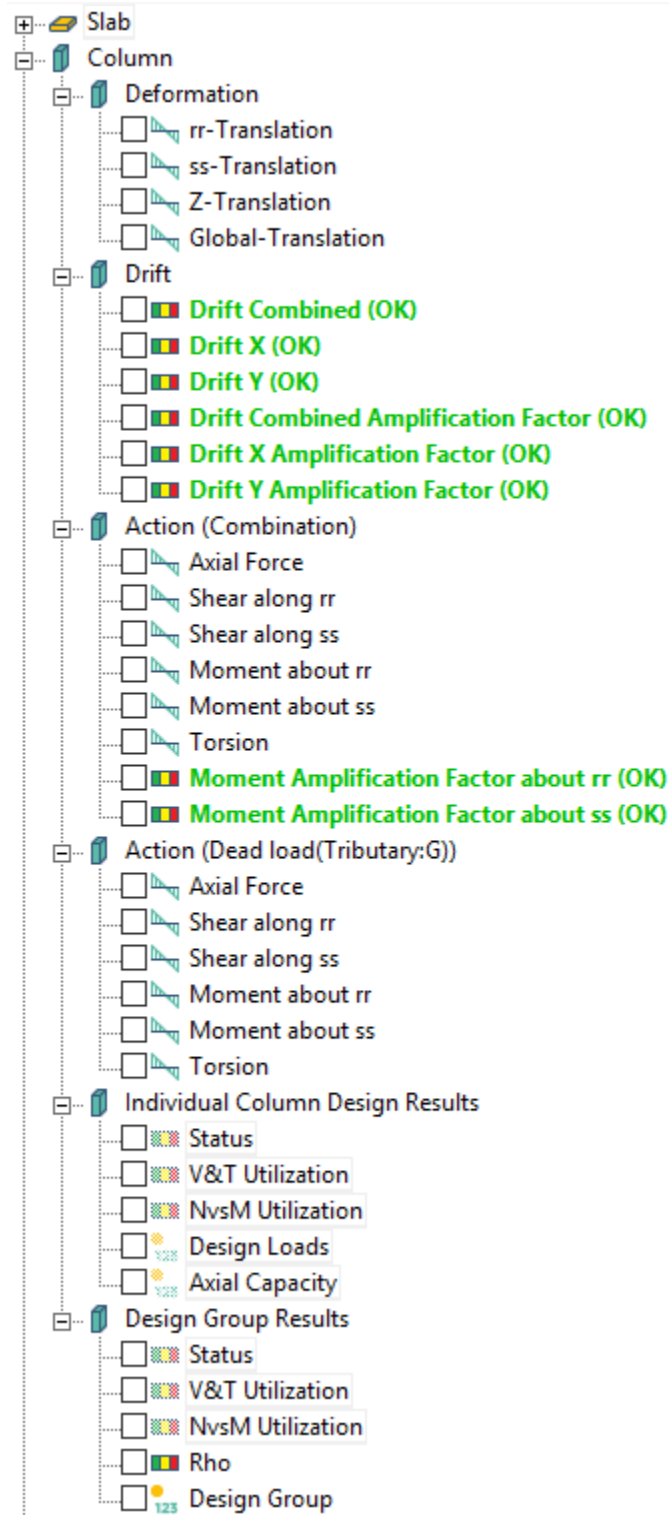 Slab
Column
Deformation
rr-Translation
ss-Translation
Z-Translation
Global-Translation
Drift
Drift Combined (OK)
Drift X (OK)
Drift Y (OK)
Drift Combined Amplification Factor (OK)
Drift X Amplification Factor (OK)
Drift Y Amplification Factor (OK)
Action (Combination)
Axial Force
Shear along rr
Shear along ss
Moment about rr
Moment about ss
Torsion
Moment Amplification Factor about rr (OK)
Moment Amplification Factor about ss (OK)
Action (Dead load(Tributary:G))
Axial Force
Shear along rr
Shear along ss
Moment about rr
Moment about ss
Torsion
Individual Column Design Results
Status
V&T Utilization
NvsM Utilization
123 Design Loads
123 Axial Capacity
Design Group Results
Status
V&T Utilization
NvsM Utilization
Rho
123 Design Group